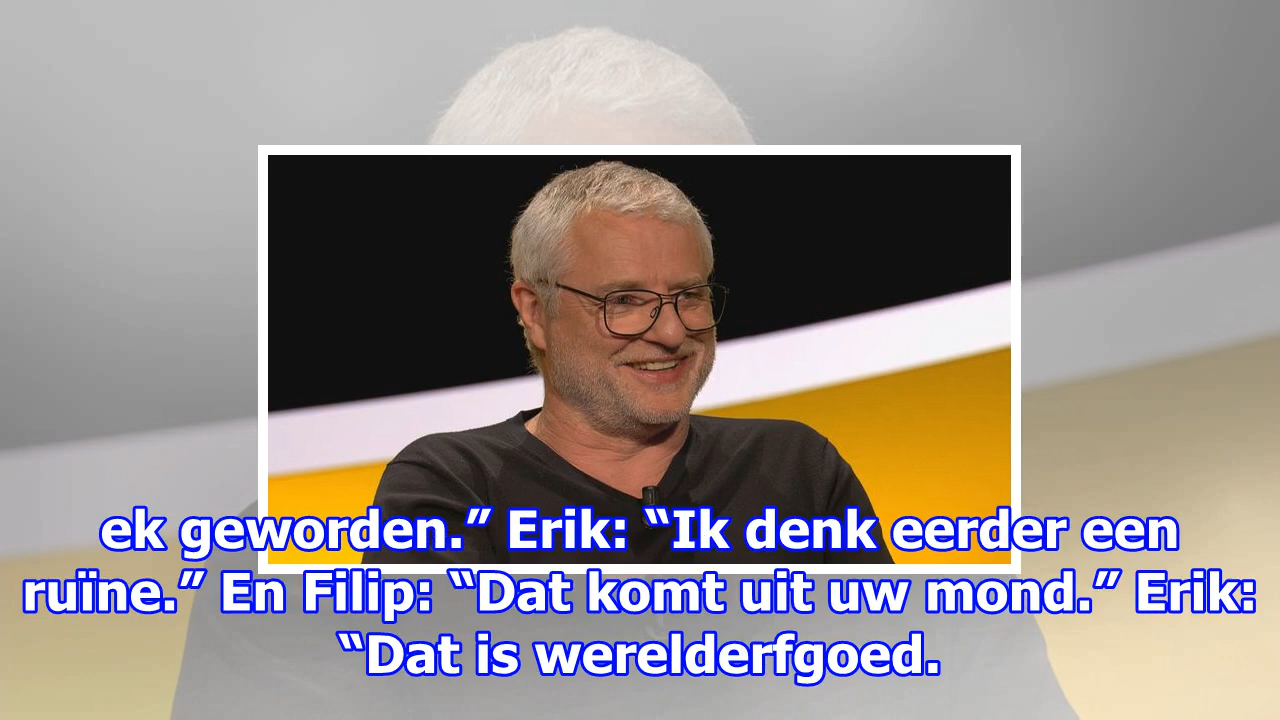 ek geworden.” Erik: “Ik denk eerder een
ruïne.” En Filip: “Dat komt uit uw mond.” Erik:
“Dat is werelderfgoed.